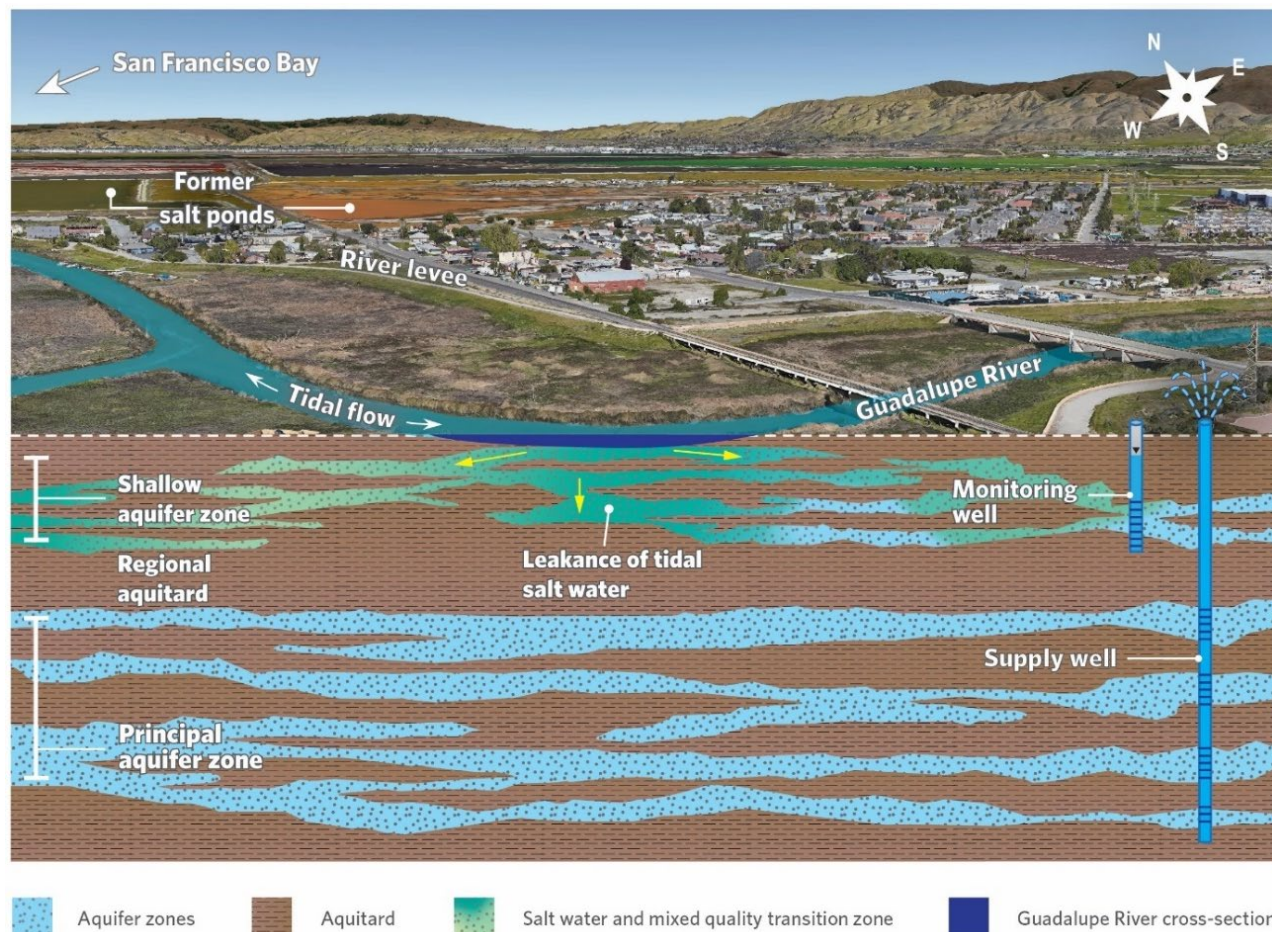 San Francisco Bay
N
E
W
S
Former
salt ponds
River levee
Tidal flow
Guadalupe River
Shallow
aquifer zone
Monitoring
well
Regional
aquitard
Leakance of tidal
salt water
Supply well
Principal
aquifer zone
Aquifer zones
Aquitard
Salt water and mixed quality transition zone
Guadalupe River cross-section